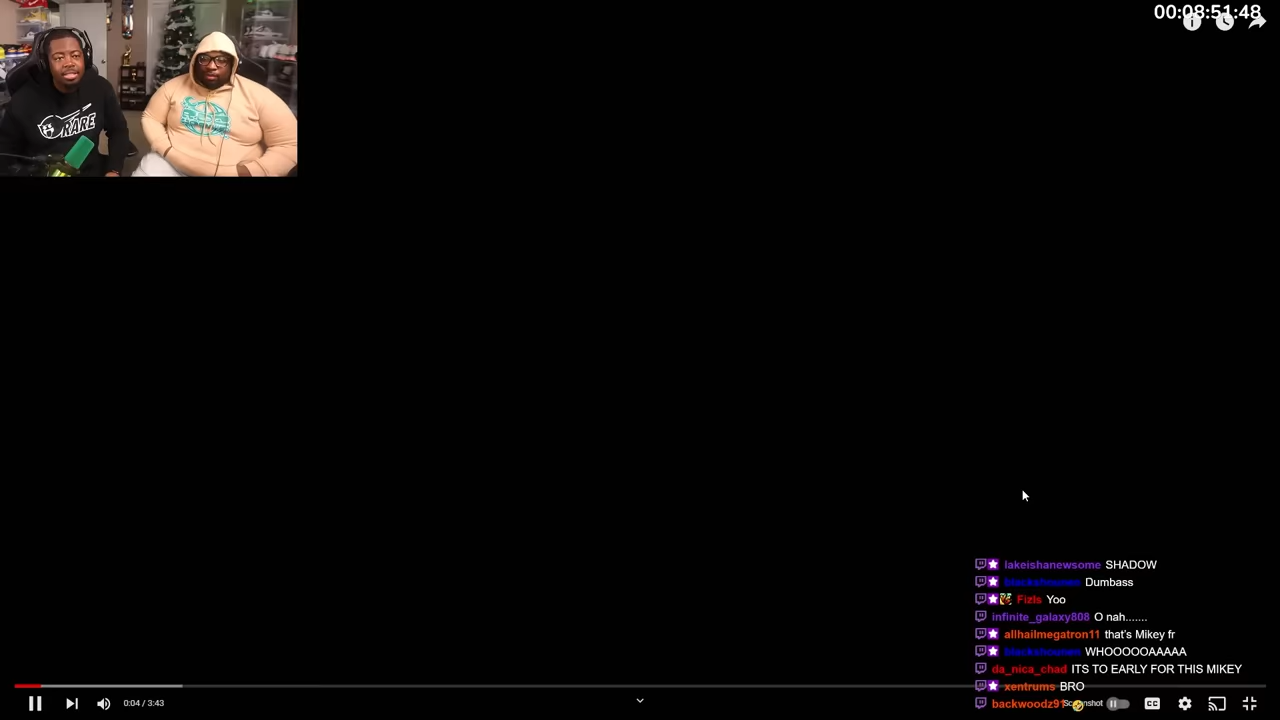 00:08:51:48
RARE
lakeishanewsome SHADOW
Dumbass
Fizls Yoo
infinite_galaxy808 O nah.......
allhailmegatron11 that's Mikey fr
WHOOOOOAAAAA
da_nica_chad ITS TO EARLY FOR THIS MIKEY
xentrums BRO
0:04 / 3:43
CC